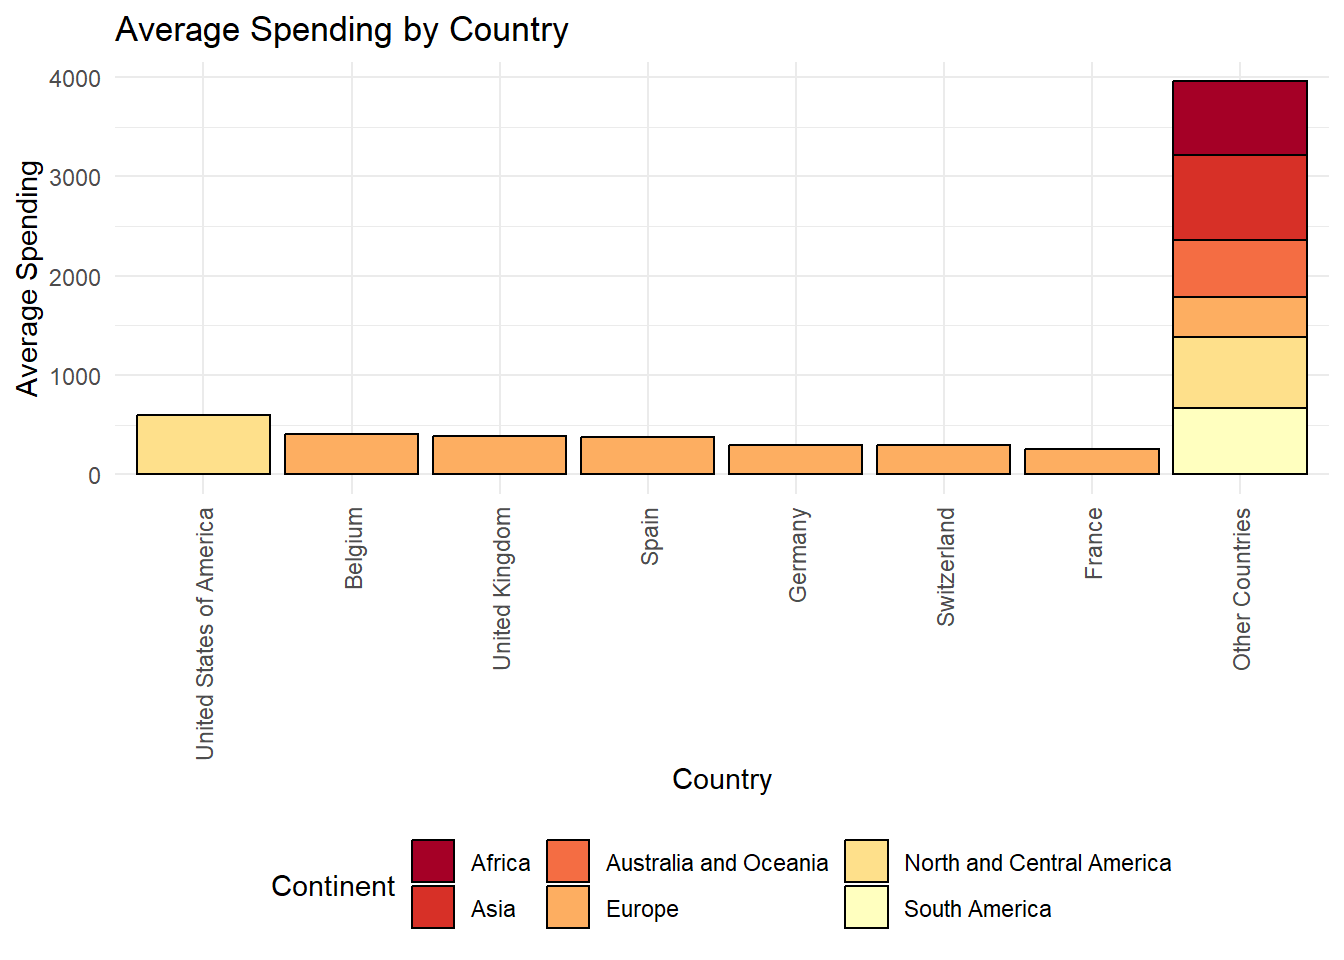 Average Spending by Country
Average Spending
4000
3000
2000
1000
0
United States of America
Belgium
United Kingdom
Spain
Germany
Switzerland
France
Other Countries
Country
Continent
Africa
Australia and Oceania
North and Central America
Asia
Europe
South America